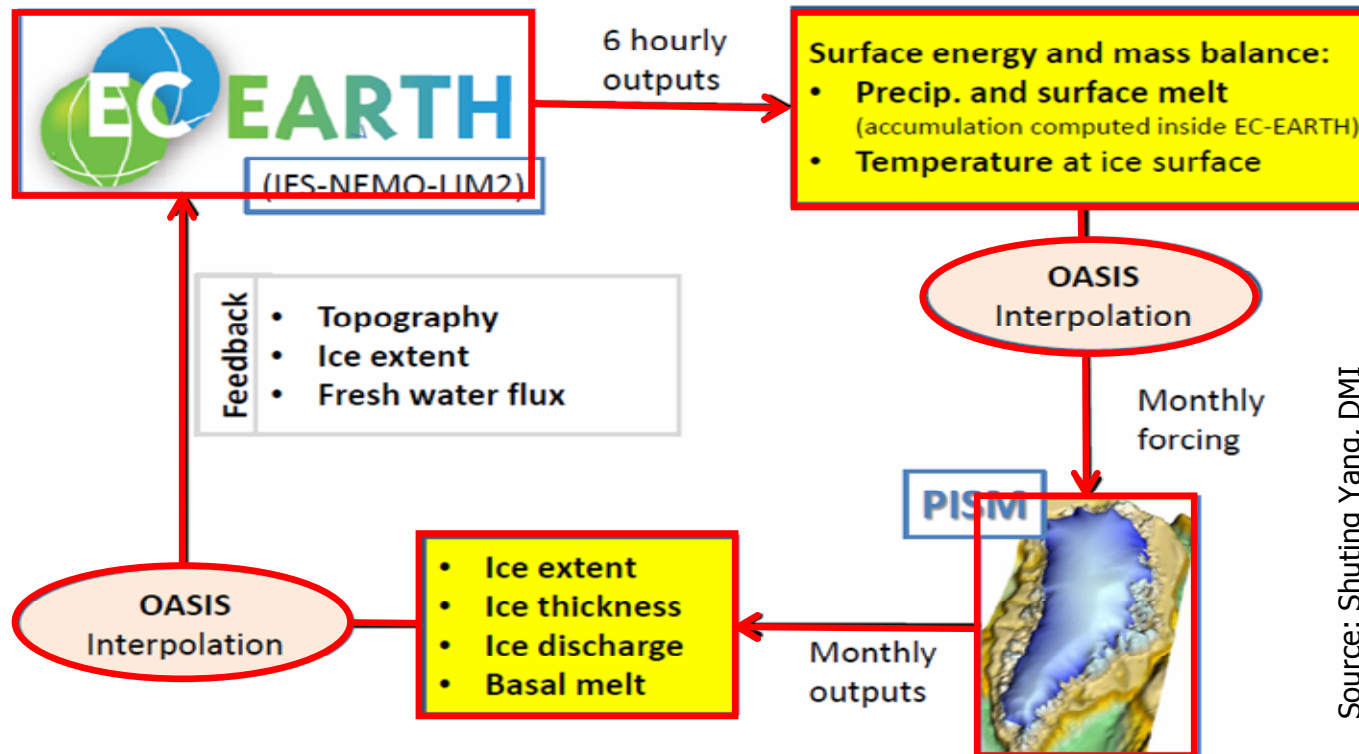 EC EARTH
(IFS-NEMO-LIM2)
6 hourly
outputs
Surface energy and mass balance:
• Precip. and surface melt
(accumulation computed inside EC-EARTH)
• Temperature at ice surface
OASIS
Interpolation
Monthly
forcing
PISM
Monthly
outputs
• Ice extent
• Ice thickness
• Ice discharge
• Basal melt
OASIS
Interpolation
Feedback
• Topography
• Ice extent
• Fresh water flux
Source: Shuting Yang, DMI